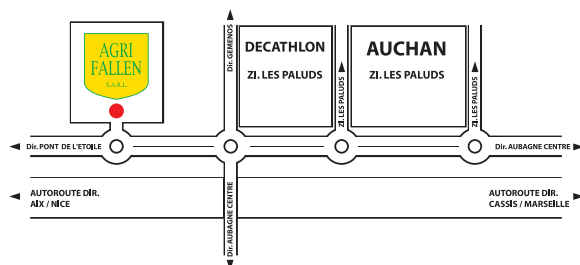 AGRI
FALLEN
S.A.R.L.
Dir. GEMENOS
DECATHLON
ZI. LES PALUDS
ZI. LES PALUDS
AUCHAN
ZI. LES PALUDS
ZI. LES PALUDS
Dir. PONT DE L'ETOILE
Dir. AUBAGNE CENTRE
AUTOROUTE DIR.
AIX / NICE
Dir. AUBAGNE CENTRE
AUTOROUTE DIR.
CASSIS / MARSEILLE